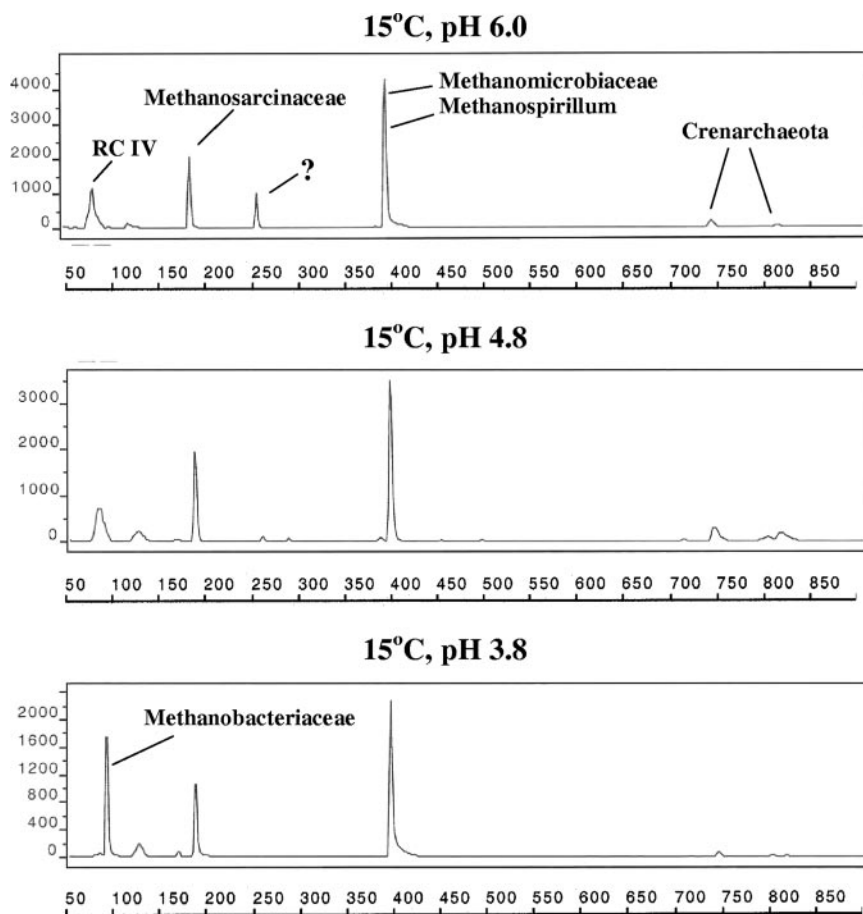 15°C, pH 6.0
4000
3000
2000
1000
0
RC IV
Methanosarcinaceae
?
Methanomicrobiaceae
Methanospirillum
Crenarchaeota
50 100 150 200 250 300 350 400 450 500 550 600 650 700 750 800 850
15°C, pH 4.8
3000
2000
1000
0
50 100 150 200 250 300 350 400 450 500 550 600 650 700 750 800 850
15°C, pH 3.8
2000
1600
1200
800
400
0
Methanobacteriaceae
50 100 150 200 250 300 350 400 450 500 550 600 650 700 750 800 850